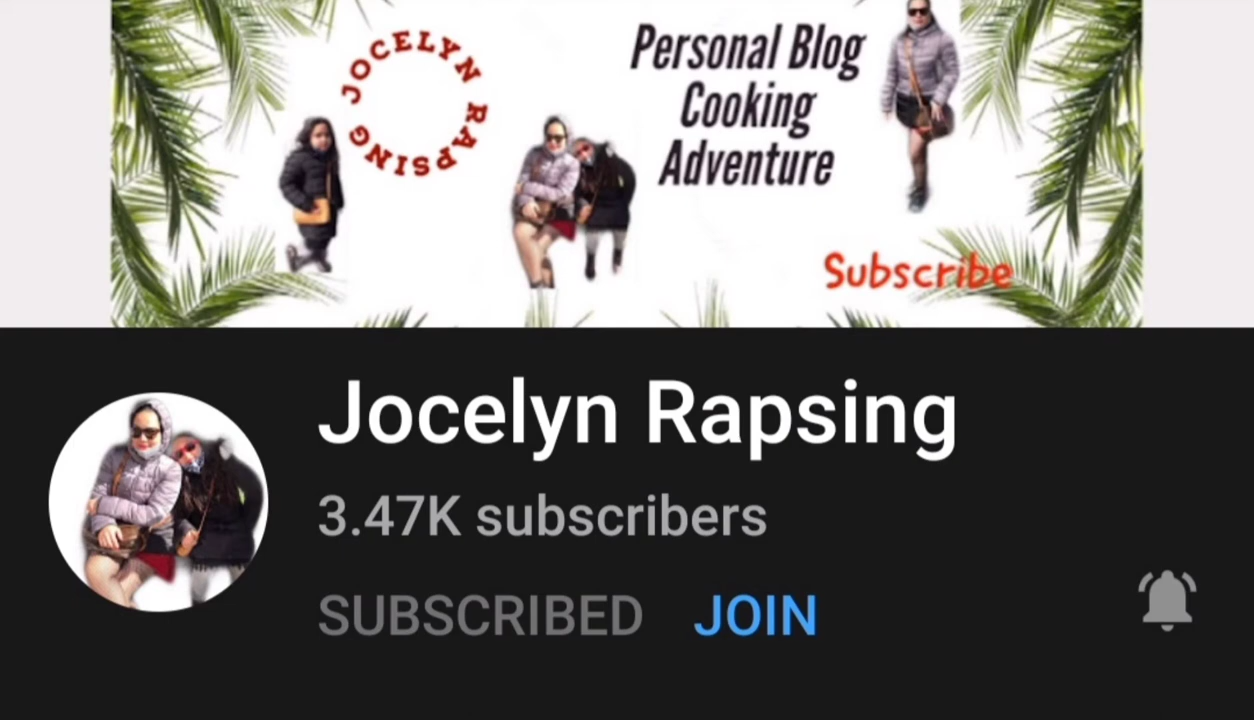 JOCELYN RAPSING
Personal Blog
Cooking
Adventure
Subscribe
Jocelyn Rapsing
3.47K subscribers
SUBSCRIBED JOIN